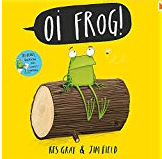 Oi FROG!
KES GRAY & JIM FIELD